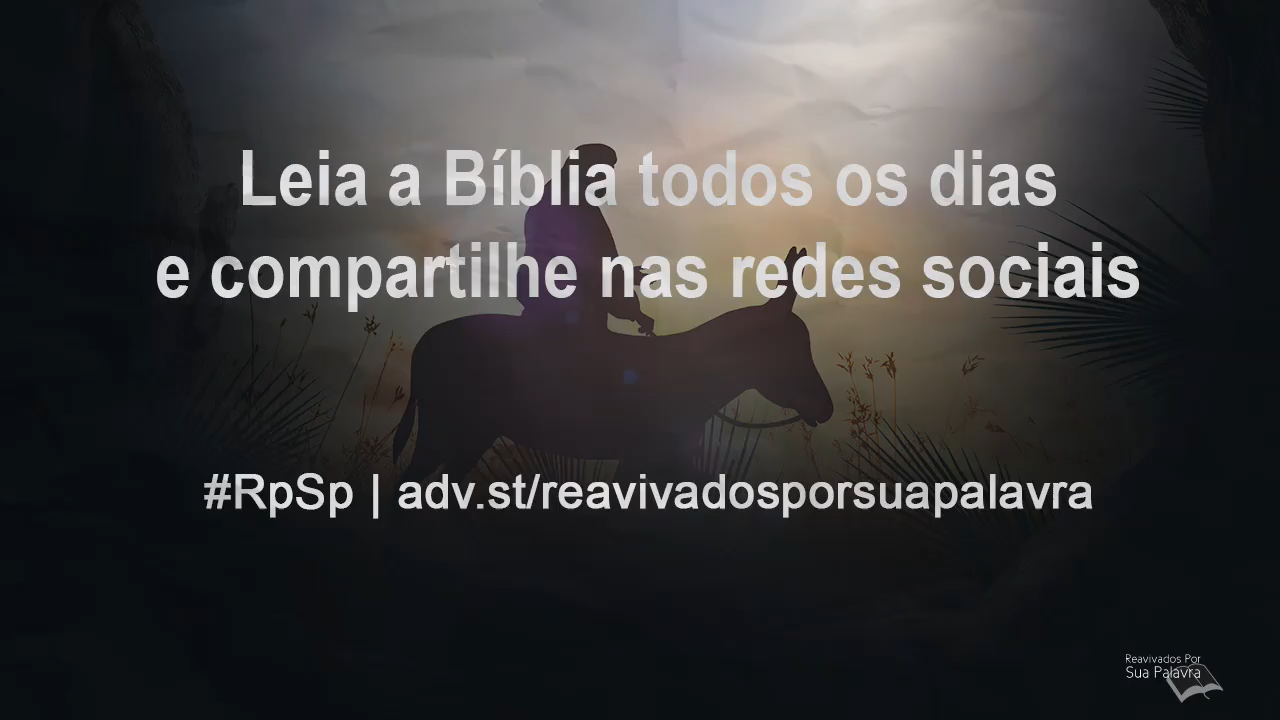 Leia a Bíblia todos os dias
e compartilhe nas redes sociais
#RpSp | adv.st/reavivadosporsuapalavra
Reavivados Por
Sua Palavra